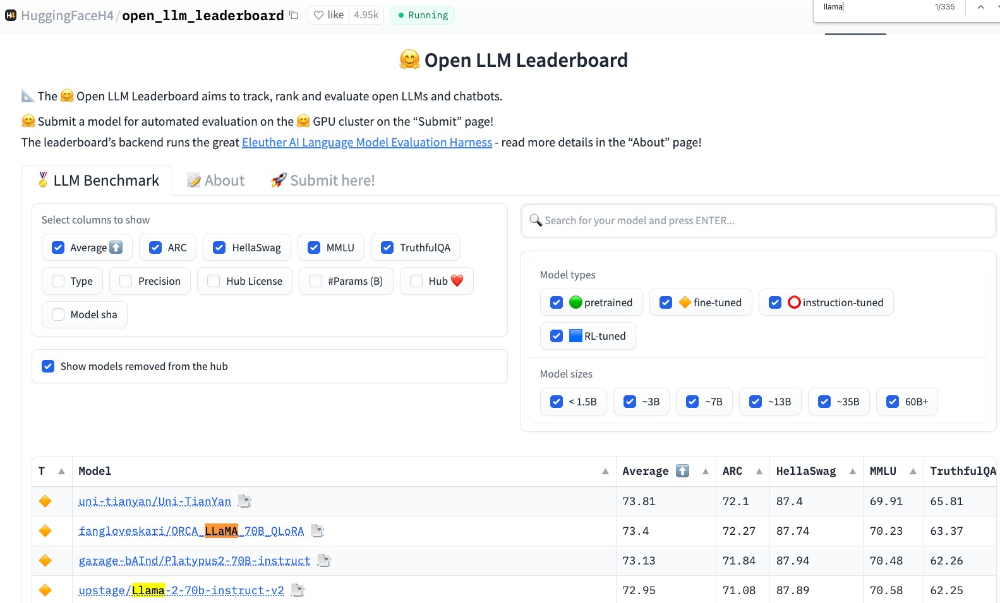 HuggingFaceH4/open_llm_leaderboard like 4.95k Running
llama 1/335
🤗 Open LLM Leaderboard
📐 The 🤗 Open LLM Leaderboard aims to track, rank and evaluate open LLMs and chatbots.
🤗 Submit a model for automated evaluation on the 🤗 GPU cluster on the “Submit” page!
The leaderboard’s backend runs the great Eleuther AI Language Model Evaluation Harness - read more details in the “About” page!
🏅 LLM Benchmark 📝 About 🚀 Submit here!
Select columns to show
Average ⬆️ ARC HellaSwag MMLU TruthfulQA
Type Precision Hub License #Params (B) Hub ❤️
Model sha
Show models removed from the hub
🔍 Search for your model and press ENTER...
Model types
🟢 pretrained 🔶 fine-tuned ⭕ instruction-tuned
🟦 RL-tuned
Model sizes
< 1.5B ~3B ~7B ~13B ~35B 60B+
T Model Average ⬆️ ARC HellaSwag MMLU TruthfulQA
🔶 uni-tianyan/Uni-TianYan 📑 73.81 72.1 87.4 69.91 65.81
🔶 fangloveskari/ORCA_LLaMA_70B_QLoRA 📑 73.4 72.27 87.74 70.23 63.37
🔶 garage-bAInd/Platypus2-70B-instruct 📑 73.13 71.84 87.94 70.48 62.26
🔶 upstage/Llama-2-70b-instruct-v2 📑 72.95 71.08 87.89 70.58 62.25